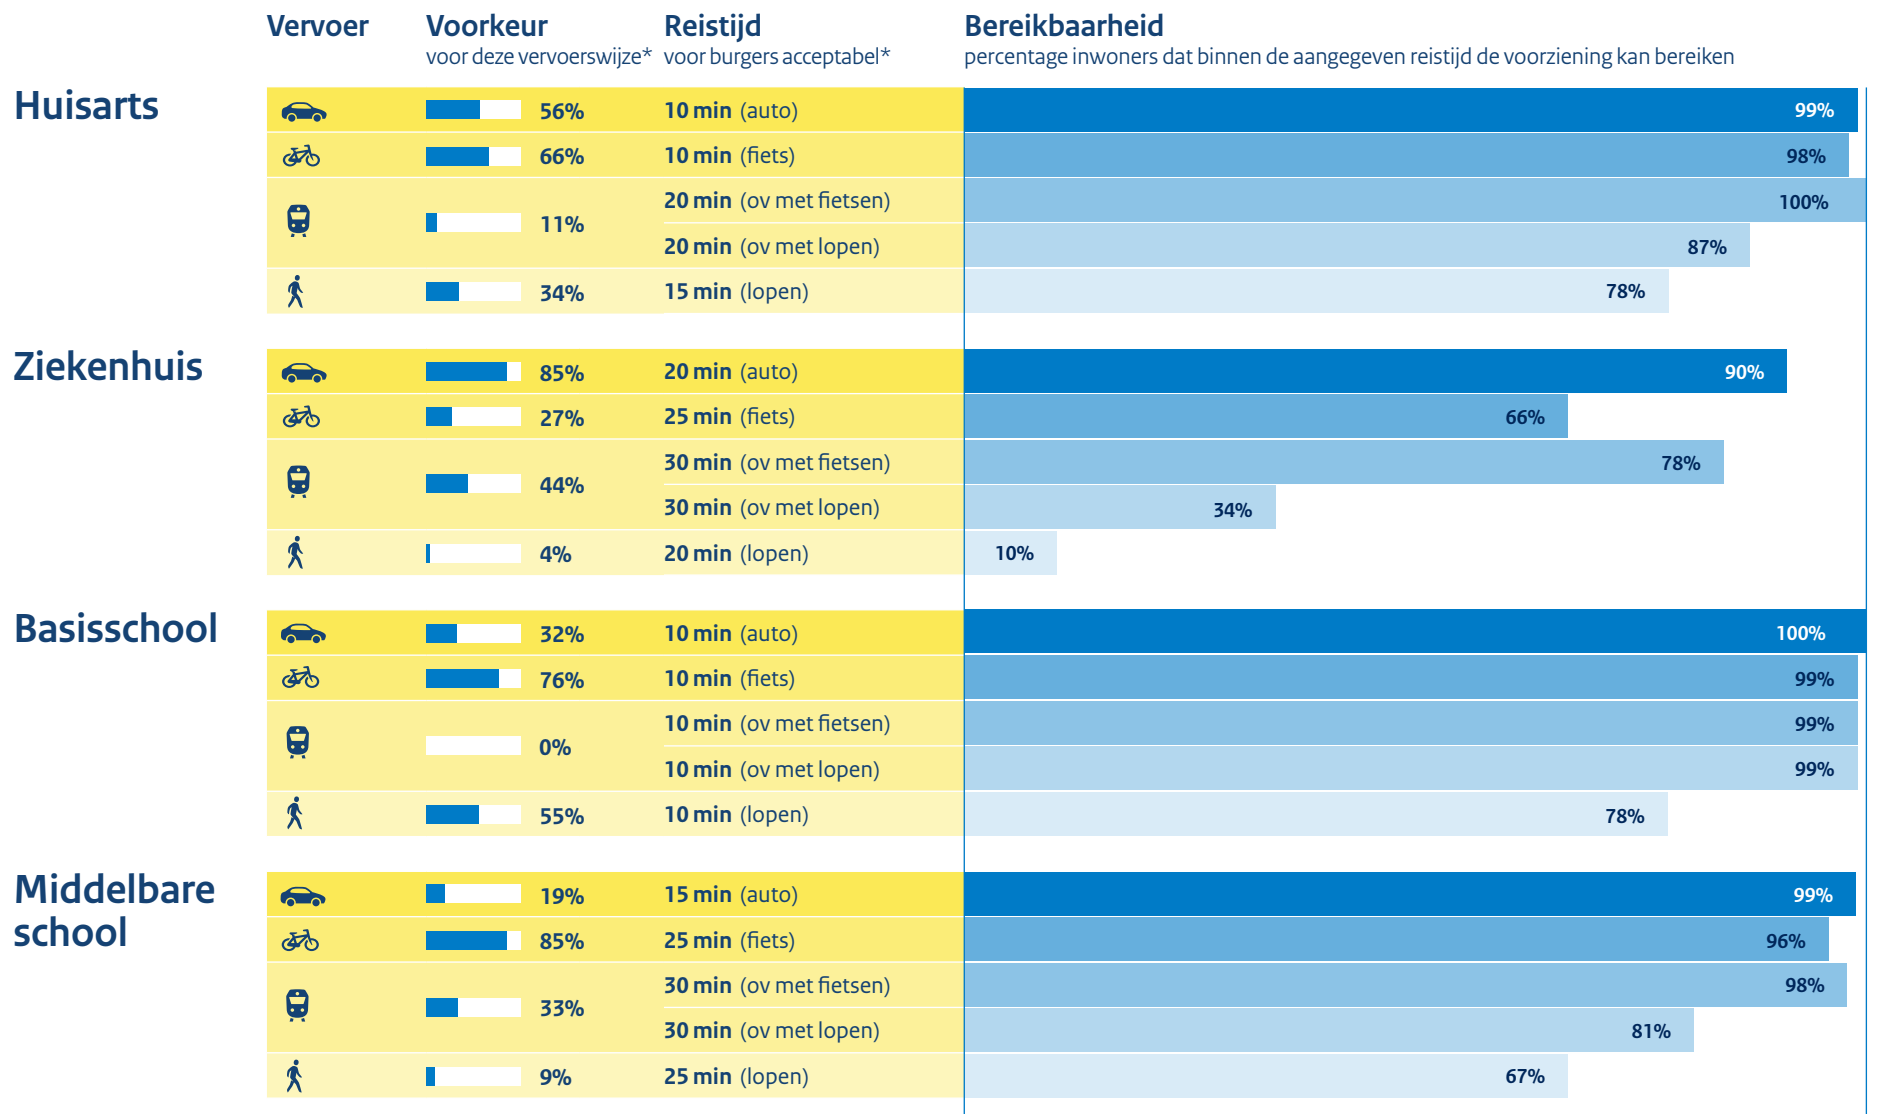 Vervoer Voorkeur Reistijd Bereikbaarheid
voor deze vervoerswijze* voor burgers acceptabel* percentage inwoners dat binnen de aangegeven reistijd de voorziening kan bereiken
Huisarts
56% 10 min (auto) 99%
66% 10 min (fiets) 98%
11%
20 min (ov met fietsen) 100%
20 min (ov met lopen) 87%
34% 15 min (lopen) 78%
Ziekenhuis
85% 20 min (auto) 90%
27% 25 min (fiets) 66%
44%
30 min (ov met fietsen) 78%
30 min (ov met lopen) 34%
4% 20 min (lopen) 10%
Basisschool
32% 10 min (auto) 100%
76% 10 min (fiets) 99%
0%
10 min (ov met fietsen) 99%
10 min (ov met lopen) 99%
55% 10 min (lopen) 78%
Middelbare
school
19% 15 min (auto) 99%
85% 25 min (fiets) 96%
33%
30 min (ov met fietsen) 98%
30 min (ov met lopen) 81%
9% 25 min (lopen) 67%